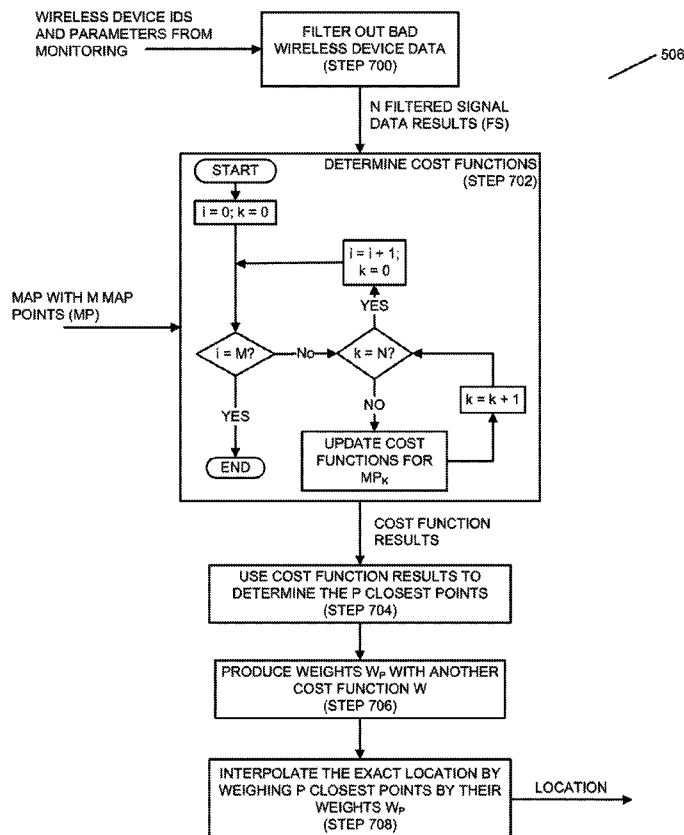 WIRELESS DEVICE IDS
AND PARAMETERS FROM
MONITORING
FILTER OUT BAD
WIRELESS DEVICE DATA
(STEP 700)
506
N FILTERED SIGNAL
DATA RESULTS (FS)
DETERMINE COST FUNCTIONS
(STEP 702)
START
i = 0; k = 0
i = i + 1;
k = 0
MAP WITH M MAP
POINTS (MP)
YES
i = M?
No
k = N?
k = k + 1
YES
NO
END
UPDATE COST
FUNCTIONS FOR
MPK
COST FUNCTION
RESULTS
USE COST FUNCTION RESULTS TO
DETERMINE THE P CLOSEST POINTS
(STEP 704)
PRODUCE WEIGHTS WP WITH ANOTHER
COST FUNCTION W
(STEP 706)
INTERPOLATE THE EXACT LOCATION BY
WEIGHING P CLOSEST POINTS BY THEIR
WEIGHTS WP
(STEP 708)
LOCATION